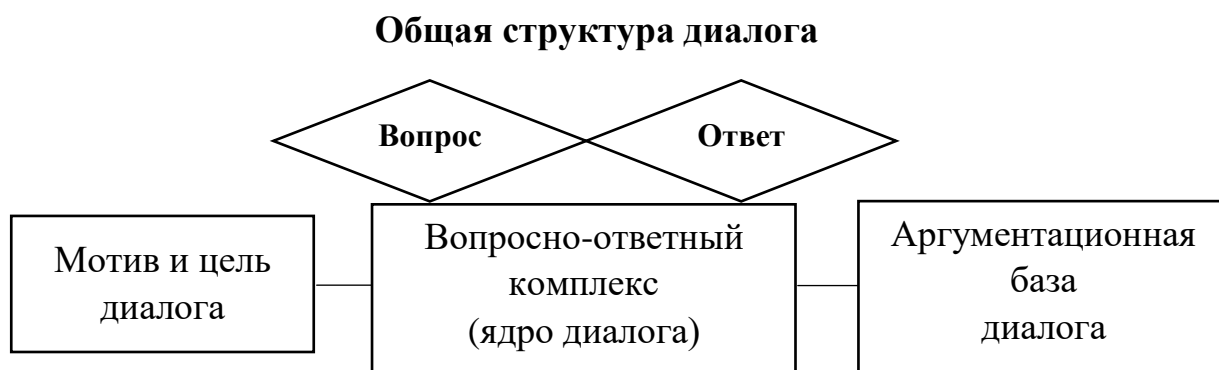 Общая структура диалога
Вопрос
Ответ
Мотив и цель
диалога
Вопросно-ответный
комплекс
(ядро диалога)
Аргументационная
база
диалога